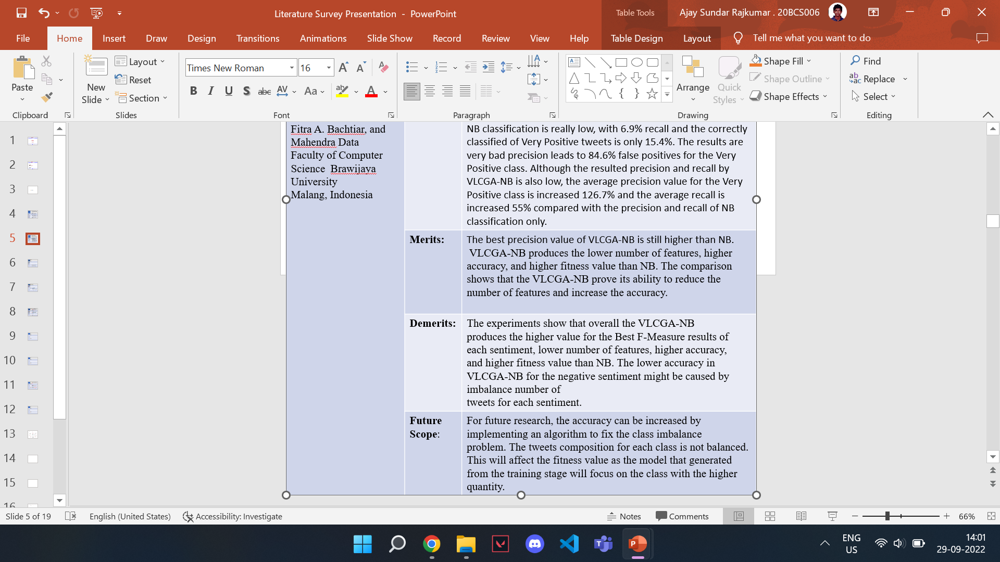 Literature Survey Presentation - PowerPoint
Table Tools
Ajay Sundar Rajkumar . 20BCS006
File
Home
Insert
Draw
Design
Transitions
Animations
Slide Show
Record
Review
View
Help
Table Design
Layout
Tell me what you want to do
Paste
New
Slide
Layout
Reset
Section
Times New Roman
16
B I U S abc AV Aa ab A
Arrange
Quick
Styles
Shape Fill
Shape Outline
Shape Effects
Find
Replace
Select
Clipboard
Slides
Font
Paragraph
Drawing
Editing
1
2
3
4
5
6
7
8
9
10
11
12
13
14
15
16
Fitra A. Bachtiar, and
Mahendra Data
Faculty of Computer
Science Brawijaya
University
Malang, Indonesia
NB classification is really low, with 6.9% recall and the correctly
classified of Very Positive tweets is only 15.4%. The results are
very bad precision leads to 84.6% false positives for the Very
Positive class. Although the resulted precision and recall by
VLCGA-NB is also low, the average precision value for the Very
Positive class is increased 126.7% and the average recall is
increased 55% compared with the precision and recall of NB
classification only.
Merits:
The best precision value of VLCGA-NB is still higher than NB.
VLCGA-NB produces the lower number of features, higher
accuracy, and higher fitness value than NB. The comparison
shows that the VLCGA-NB prove its ability to reduce the
number of features and increase the accuracy.
Demerits:
The experiments show that overall the VLCGA-NB
produces the higher value for the Best F-Measure results of
each sentiment, lower number of features, higher accuracy,
and higher fitness value than NB. The lower accuracy in
VLCGA-NB for the negative sentiment might be caused by
imbalance number of
tweets for each sentiment.
Future
Scope:
For future research, the accuracy can be increased by
implementing an algorithm to fix the class imbalance
problem. The tweets composition for each class is not balanced.
This will affect the fitness value as the model that generated
from the training stage will focus on the class with the higher
quantity.
Slide 5 of 19
English (United States)
Accessibility: Investigate
Notes
Comments
66%
ENG
US
14:01
29-09-2022